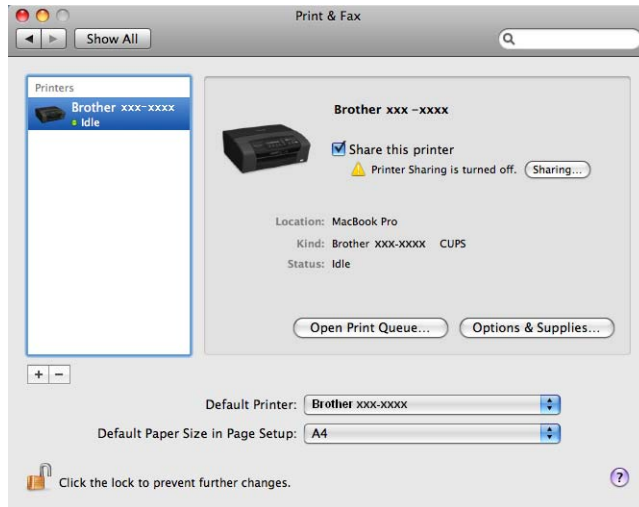 Print & Fax
Show All
Printers
Brother xxx-xxxx
Idle
Brother xxx -xxxx
Share this printer
Printer Sharing is turned off. Sharing...
Location: MacBook Pro
Kind: Brother XXX-XXXX CUPS
Status: Idle
Open Print Queue... Options & Supplies...
+ -
Default Printer: Brother xxx-xxxx
Default Paper Size in Page Setup: A4
Click the lock to prevent further changes. ?